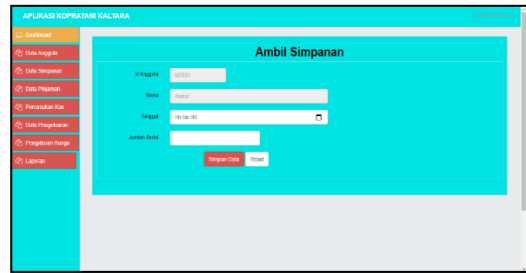 APLIKASI KOPRATANI KALTARA
Dashboard
Data Anggota
Data Simpanan
Data Pinjaman
Pemasukan Kas
Data Pengeluaran
Pengaturan Bunga
Laporan
Ambil Simpanan
Id Anggota
Nama
Tanggal
Jumlah Ambil
Simpan Data Reset